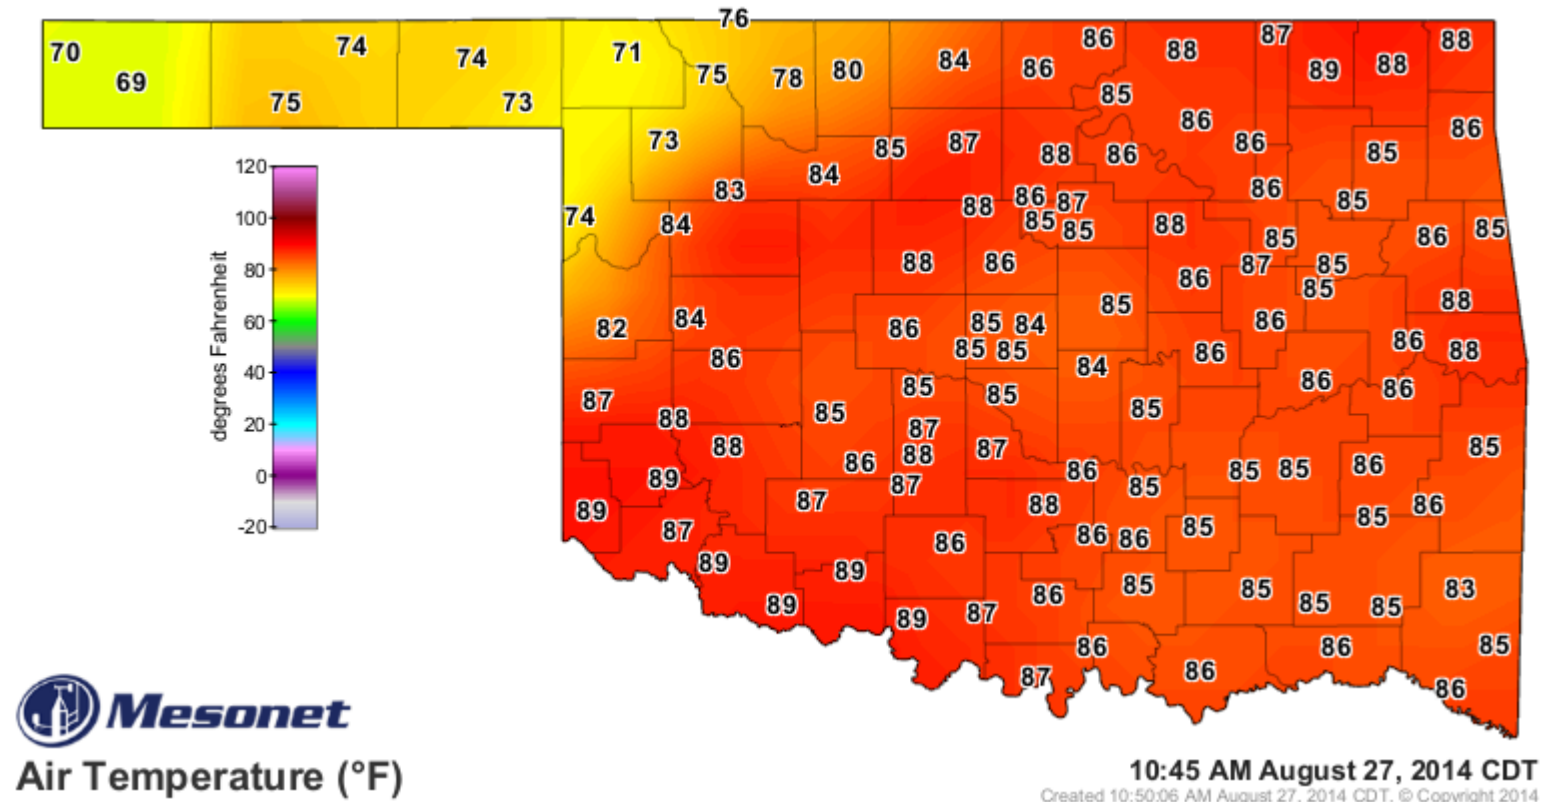 76
70 74 74 71 86 88 87 88
69 75 78 80 84 86 89 88
75 73 85
73 85 87 88 86 86 86 85 86
83 84 86 87 86 85
74 84 88 85 85 88 85 86 85
88 86 86 87 85 85
82 84 86 85 84 85 86 88
86 85 85 84 86 86 88
87 85 85 85 86 86
88 85 87 87
88 86 88 86 85 85 86 85
89 87 87 85
89 87 88 86 86 85 85 86
89 89 86
89 89 87 86 85 85 85 85 83
86 86 85
87 86 86
120
100
80
60
40
20
0
-20
degrees Fahrenheit
Mesonet
Air Temperature (°F)
10:45 AM August 27, 2014 CDT
Created 10:50:06 AM August 27, 2014 CDT. © Copyright 2014